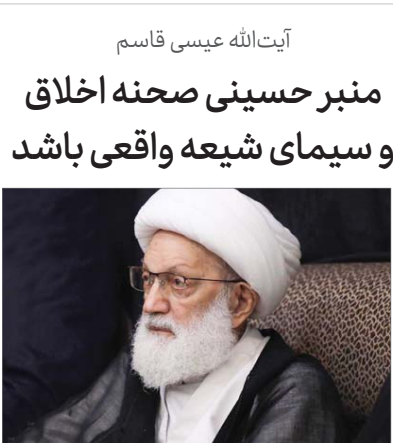 آیت‌الله عیسی قاسم
منبر حسینی صحنه اخلاق
و سیمای شیعه واقعی باشد